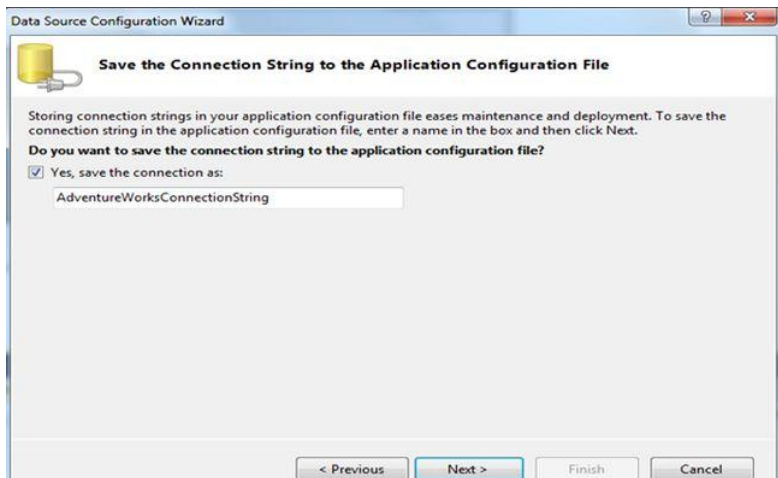 Data Source Configuration Wizard
Save the Connection String to the Application Configuration File
Storing connection strings in your application configuration file eases maintenance and deployment. To save the
connection string in the application configuration file, enter a name in the box and then click Next.
Do you want to save the connection string to the application configuration file?
Yes, save the connection as:
AdventureWorksConnectionString
< Previous Next > Finish Cancel